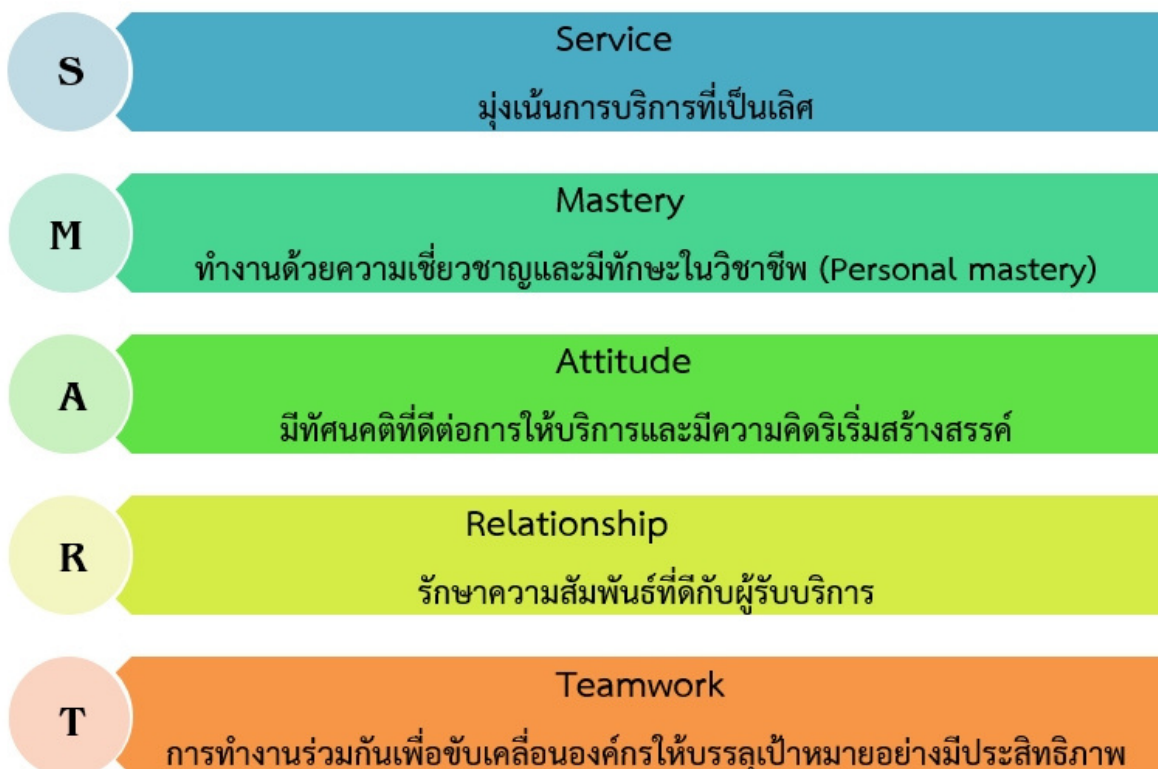 S
Service
มุ่งเน้นการบริการที่เป็นเลิศ
M
Mastery
ทำงานด้วยความเชี่ยวชาญและมีทักษะในวิชาชีพ (Personal mastery)
A
Attitude
มีทัศนคติที่ดีต่อการให้บริการและมีความคิดริเริ่มสร้างสรรค์
R
Relationship
รักษาความสัมพันธ์ที่ดีกับผู้รับบริการ
T
Teamwork
การทำงานร่วมกันเพื่อขับเคลื่อนองค์กรให้บรรลุเป้าหมายอย่างมีประสิทธิภาพ